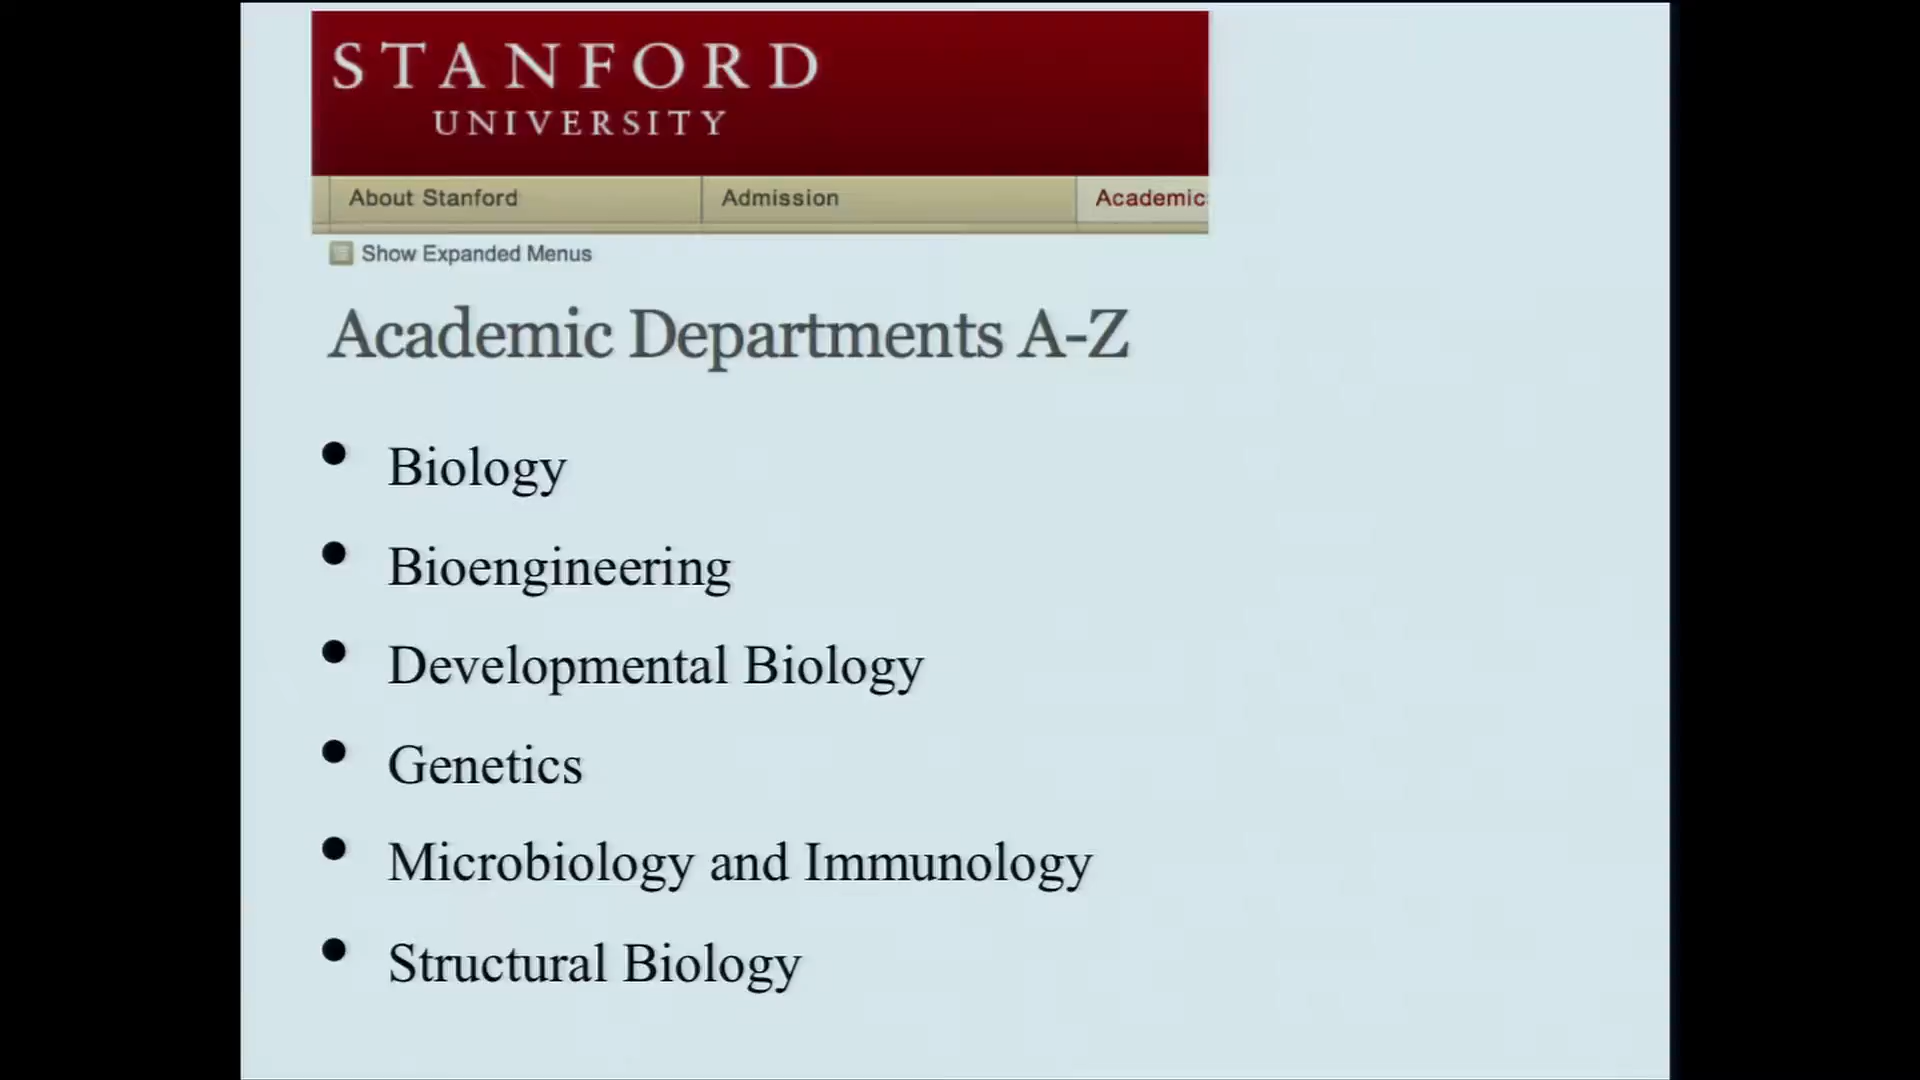 STANFORD
UNIVERSITY
About Stanford Admission Academic
Show Expanded Menus
Academic Departments A-Z
• Biology
• Bioengineering
• Developmental Biology
• Genetics
• Microbiology and Immunology
• Structural Biology